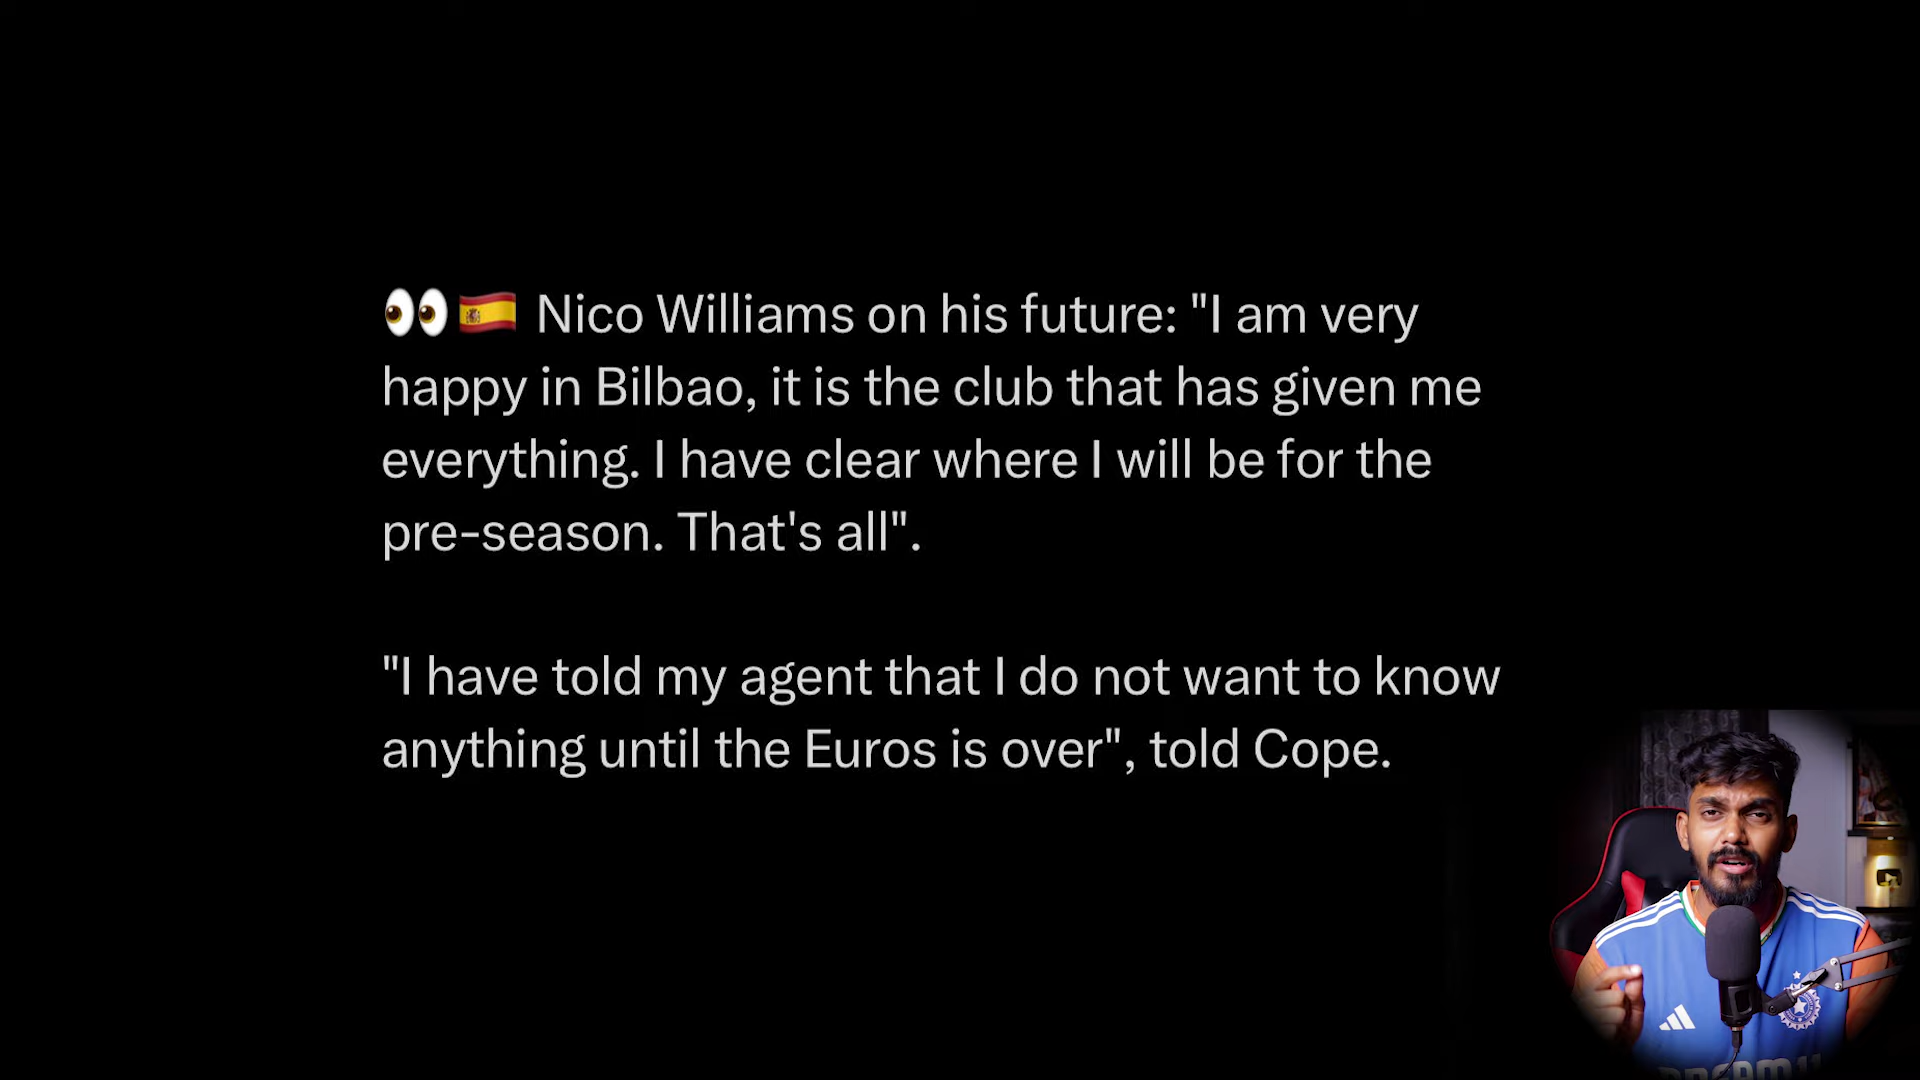 👀🇪🇸 Nico Williams on his future: "I am very
happy in Bilbao, it is the club that has given me
everything. I have clear where I will be for the
pre-season. That's all".
"I have told my agent that I do not want to know
anything until the Euros is over", told Cope.